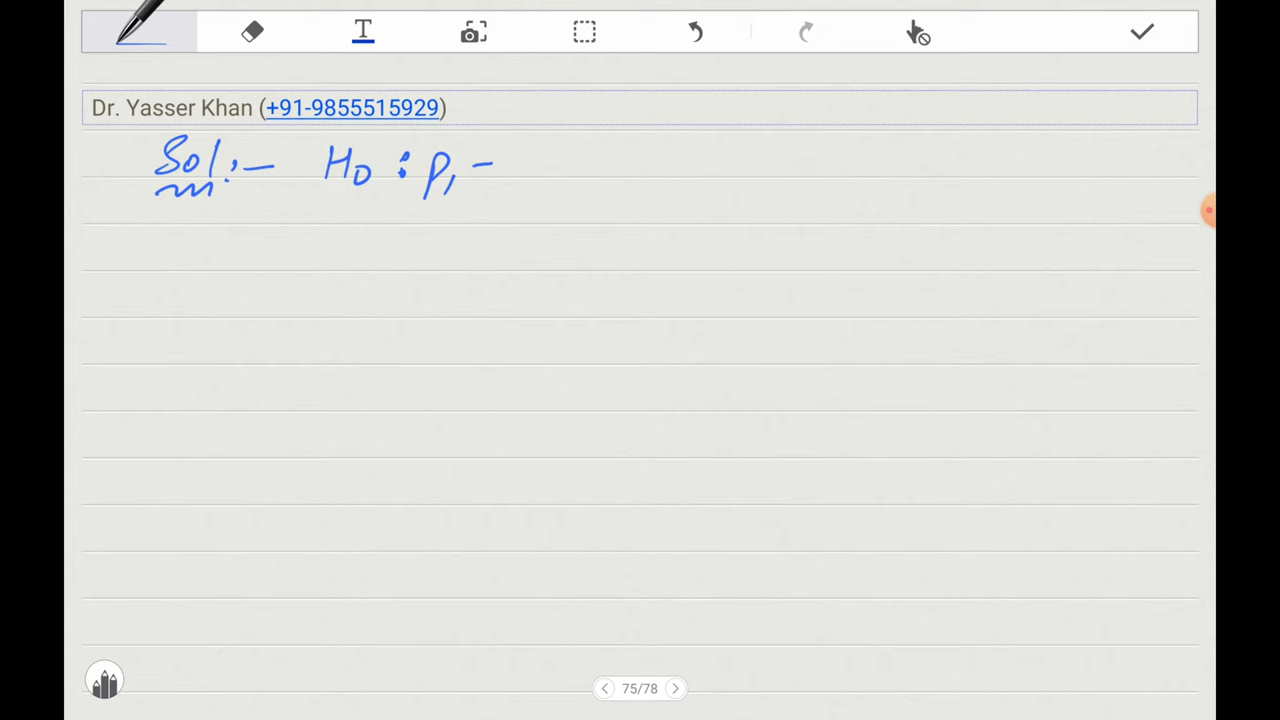 T
Dr. Yasser Khan (+91-9855515929)
Sol:- H0 : p1 -
75/78